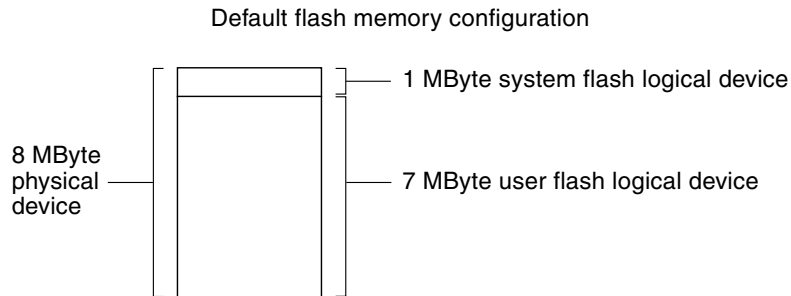 Default flash memory configuration
1 MByte system flash logical device
8 MByte
physical
device
7 MByte user flash logical device